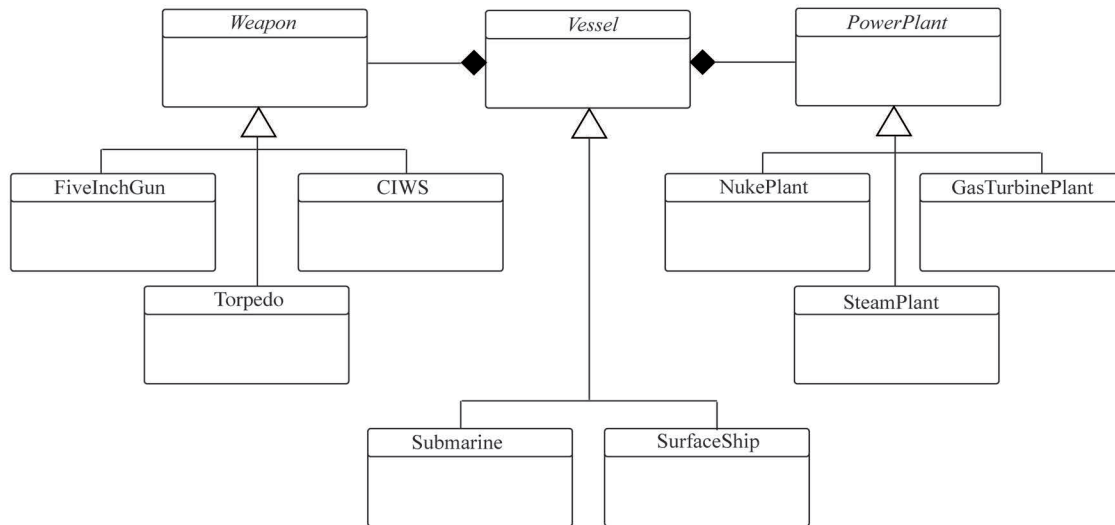 Weapon
Vessel
PowerPlant
FiveInchGun
CIWS
NukePlant
GasTurbinePlant
Torpedo
SteamPlant
Submarine
SurfaceShip